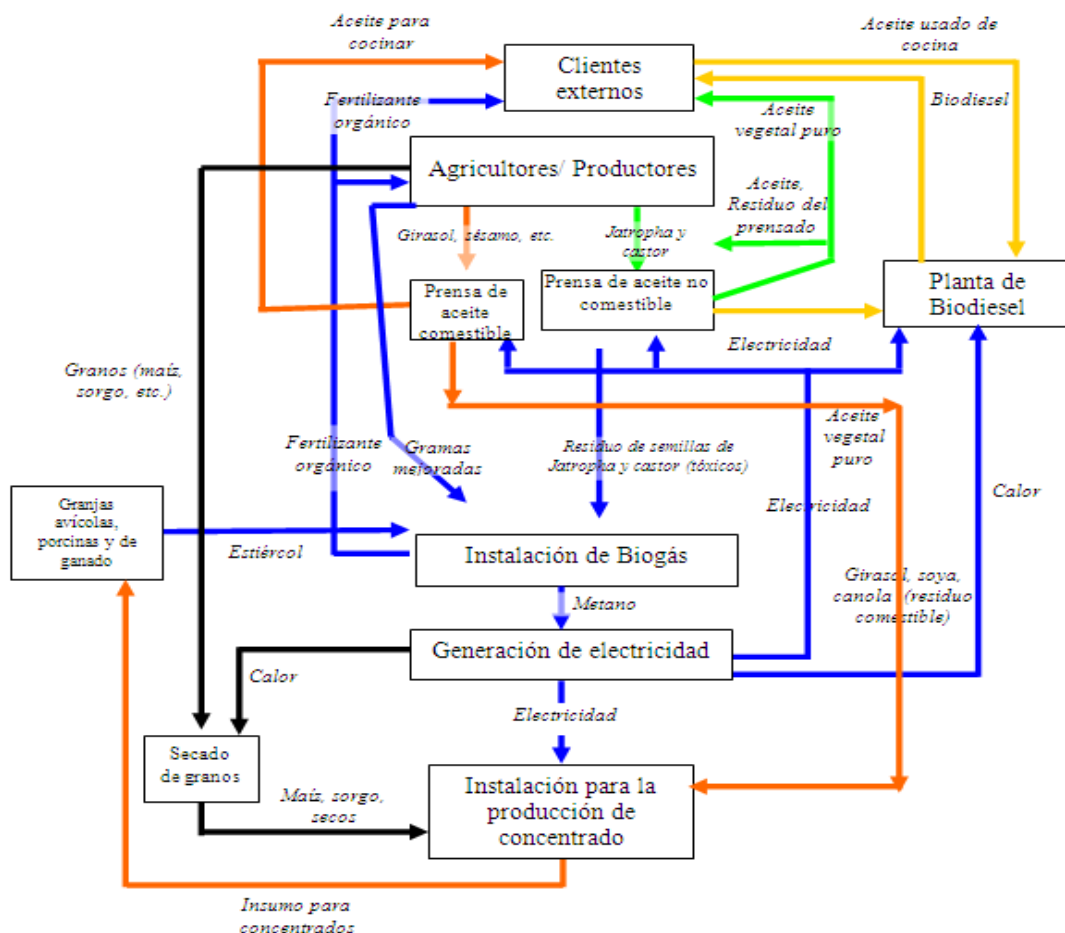 Aceite para
cocinar
Aceite usado de
cocina
Clientes
externos
Fertilizante
orgánico
Biodiesel
Aceite
vegetal puro
Agricultores/ Productores
Aceite,
Residuo del
prensado
Girasol, sésamo, etc.
Jatropha y
castor
Prensa de
aceite
comestible
Prensa de aceite no
comestible
Planta de
Biodiesel
Electricidad
Granos (maíz,
sorgo, etc.)
Fertilizante
orgánico
Gramas
mejoradas
Residuo de semillas de
Jatropha y castor (tóxicos)
Aceite
vegetal
puro
Electricidad
Calor
Granjas
avícolas,
porcinas y de
ganado
Estiércol
Instalación de Biogás
Girasol, soya,
canola (residuo
comestible)
Metano
Generación de electricidad
Calor
Electricidad
Secado
de granos
Instalación para la
producción de
concentrado
Maíz, sorgo,
secos
Insumo para
concentrados